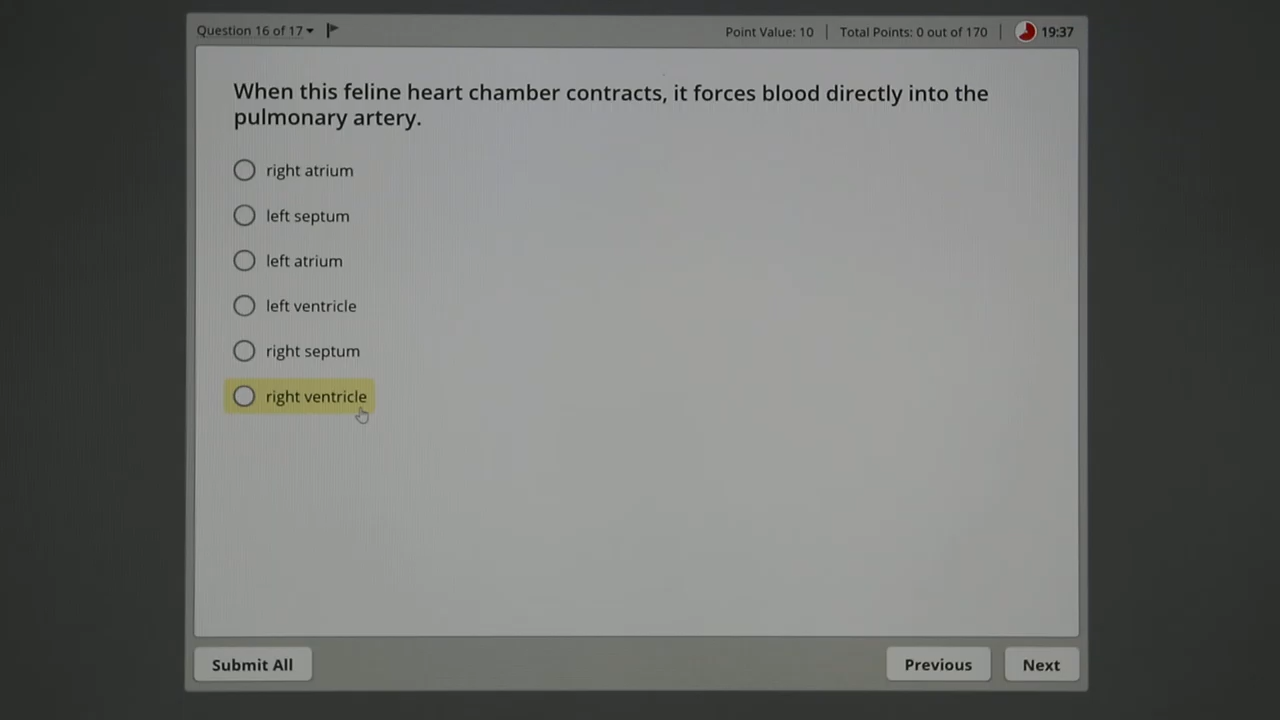 Question 16 of 17
Point Value: 10 | Total Points: 0 out of 170 | 19:37
When this feline heart chamber contracts, it forces blood directly into the
pulmonary artery.
right atrium
left septum
left atrium
left ventricle
right septum
right ventricle
Submit All
Previous
Next